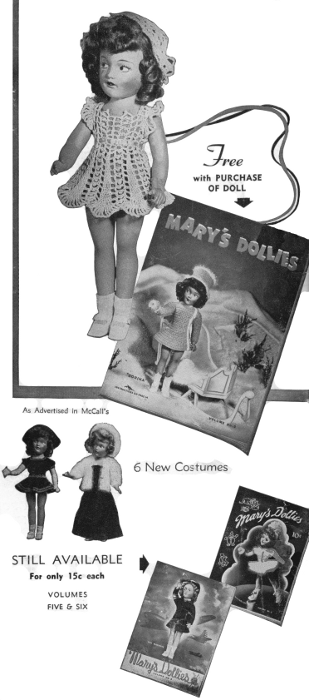 Free
with PURCHASE
OF DOLL
MARY'S DOLLIES
As Advertised in McCall's
6 New Costumes
STILL AVAILABLE
For only 15c each
VOLUMES
FIVE & SIX
Mary's Dollies
Mary's Dollies